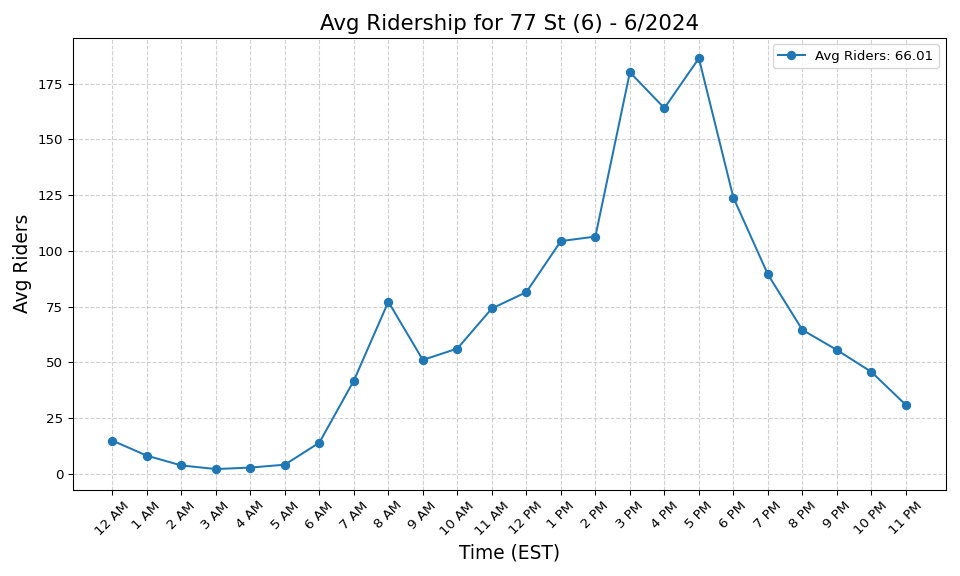 Avg Ridership for 77 St (6) - 6/2024
Avg Riders: 66.01
175
150
125
100
75
50
25
0
Avg Riders
12 AM 1 AM 2 AM 3 AM 4 AM 5 AM 6 AM 7 AM 8 AM 9 AM 10 AM 11 AM 12 PM 1 PM 2 PM 3 PM 4 PM 5 PM 6 PM 7 PM 8 PM 9 PM 10 PM 11 PM
Time (EST)